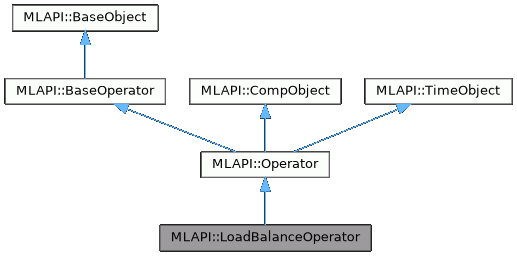 MLAPI::BaseObject
MLAPI::BaseOperator
MLAPI::CompObject
MLAPI::TimeObject
MLAPI::Operator
MLAPI::LoadBalanceOperator